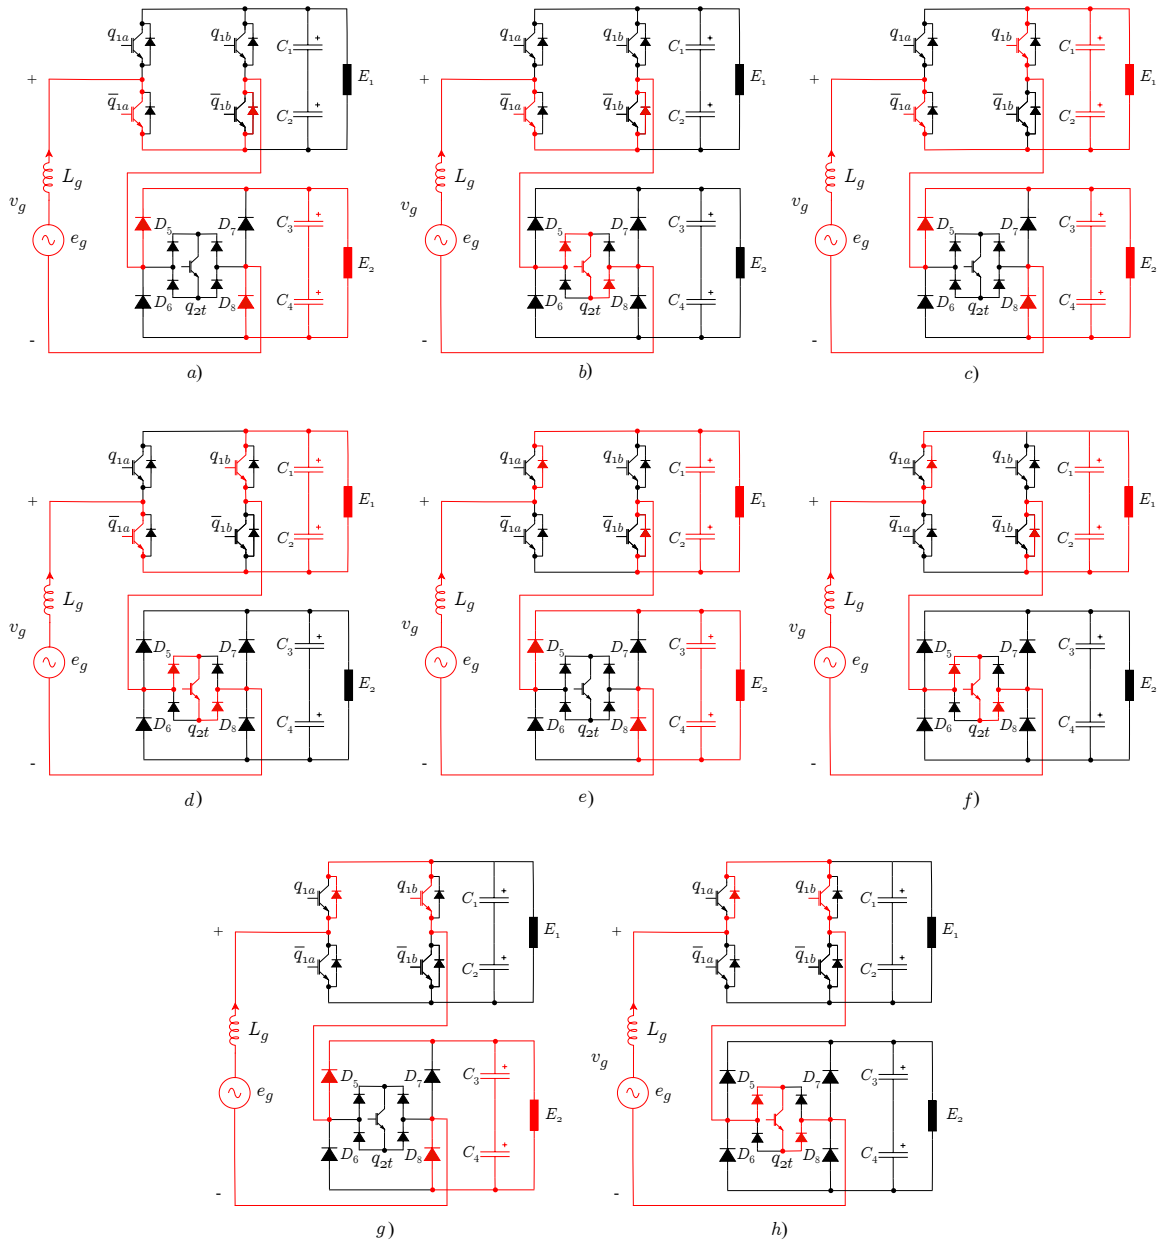 q1a q1b C1 E1
+
q̅1a q̅1b C2
Lg
vg
eg
D5 D7 C3 E2
D6 q2t D8 C4
-
a)
q1a q1b C1 E1
+
q̅1a q̅1b C2
Lg
vg
eg
D5 D7 C3 E2
D6 q2t D8 C4
-
b)
q1a q1b C1 E1
+
q̅1a q̅1b C2
Lg
vg
eg
D5 D7 C3 E2
D6 q2t D8 C4
-
c)
q1a q1b C1 E1
+
q̅1a q̅1b C2
Lg
vg
eg
D5 D7 C3 E2
D6 q2t D8 C4
-
d)
q1a q1b C1 E1
+
q̅1a q̅1b C2
Lg
vg
eg
D5 D7 C3 E2
D6 q2t D8 C4
-
e)
q1a q1b C1 E1
+
q̅1a q̅1b C2
Lg
vg
eg
D5 D7 C3 E2
D6 q2t D8 C4
-
f)
q1a q1b C1 E1
+
q̅1a q̅1b C2
Lg
eg
D5 D7 C3 E2
D6 q2t D8 C4
-
g)
q1a q1b C1 E1
+
q̅1a q̅1b C2
Lg
vg
eg
D5 D7 C3 E2
D6 q2t D8 C4
-
h)